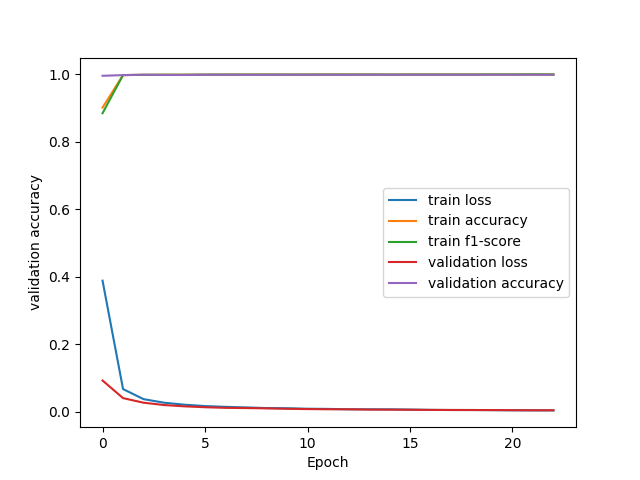 1.0
0.8
0.6
0.4
0.2
0.0
validation accuracy
train loss
train accuracy
train f1-score
validation loss
validation accuracy
0 5 10 15 20
Epoch